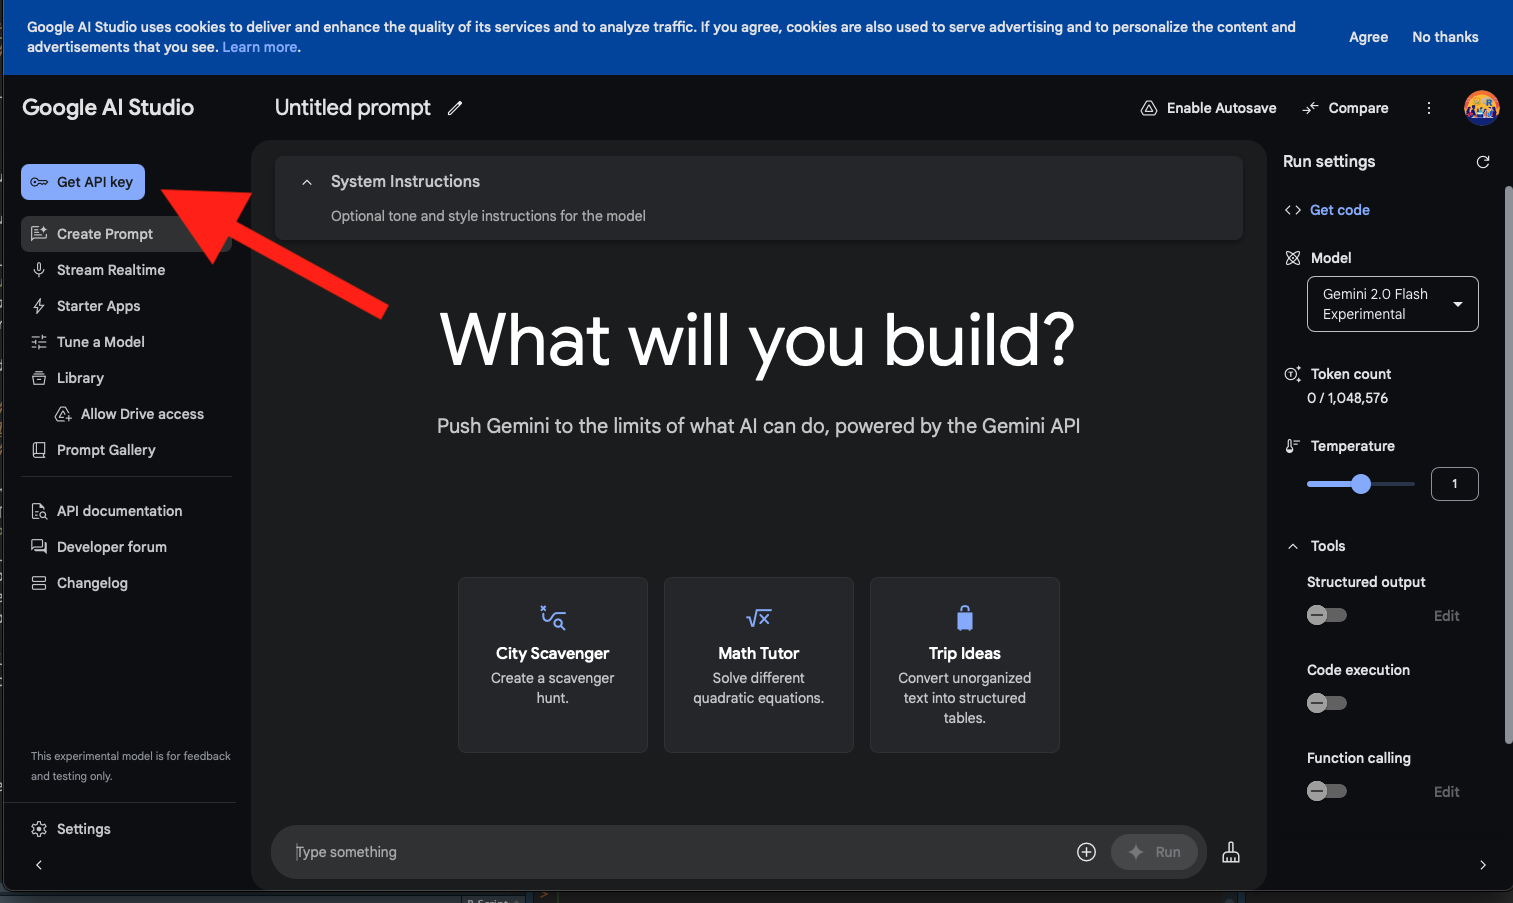 Google AI Studio uses cookies to deliver and enhance the quality of its services and to analyze traffic. If you agree, cookies are also used to serve advertising and to personalize the content and
advertisements that you see. Learn more.
Agree
No thanks
Google AI Studio
Untitled prompt
Enable Autosave
Compare
Get API key
Create Prompt
Stream Realtime
Starter Apps
Tune a Model
Library
Allow Drive access
Prompt Gallery
API documentation
Developer forum
Changelog
This experimental model is for feedback
and testing only.
Settings
System Instructions
Optional tone and style instructions for the model
What will you build?
Push Gemini to the limits of what AI can do, powered by the Gemini API
City Scavenger
Create a scavenger
hunt.
Math Tutor
Solve different
quadratic equations.
Trip Ideas
Convert unorganized
text into structured
tables.
Type something
Run
Run settings
Get code
Model
Gemini 2.0 Flash
Experimental
Token count
0 / 1,048,576
Temperature
1
Tools
Structured output
Edit
Code execution
Function calling
Edit